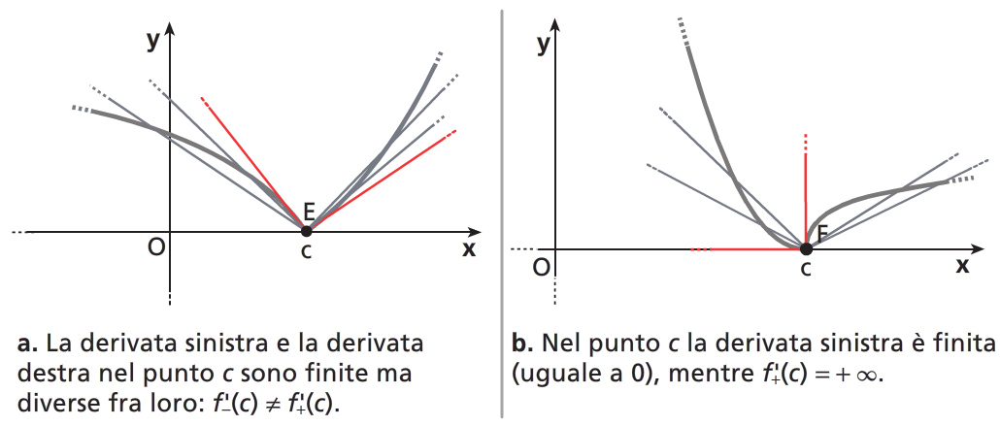 y
E
O
c
x
a. La derivata sinistra e la derivata
destra nel punto c sono finite ma
diverse fra loro: f'₋(c) ≠ f'₊(c).
y
F
O
c
x
b. Nel punto c la derivata sinistra è finita
(uguale a 0), mentre f'₊(c) = + ∞.